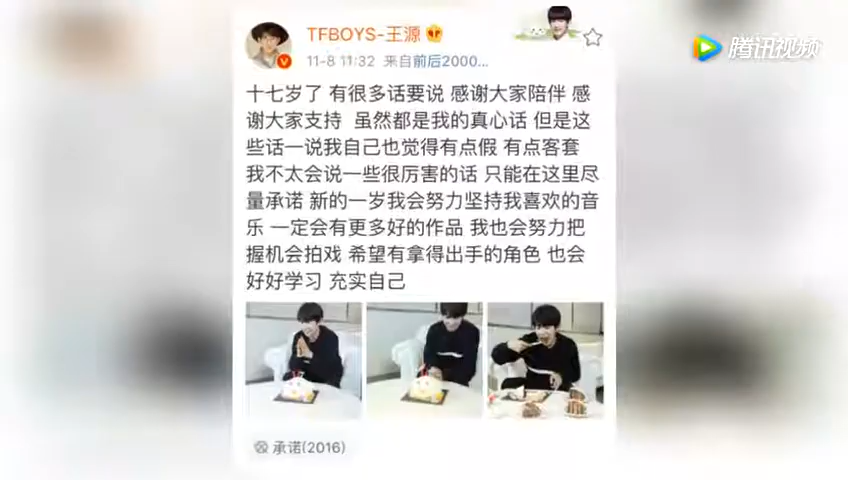 TFBOYS-王源
腾讯视频
11-8 11:32 来自前后2000...
十七岁了 有很多话要说 感谢大家陪伴 感
谢大家支持 虽然都是我的真心话 但是这
些话一说我自己也觉得有点假 有点客套
我不太会说一些很厉害的话 只能在这里尽
量承诺 新的一岁我会努力坚持我喜欢的音
乐 一定会有更多好的作品 我也会努力把
握机会拍戏 希望有拿得出手的角色 也会
好好学习 充实自己
承诺(2016)